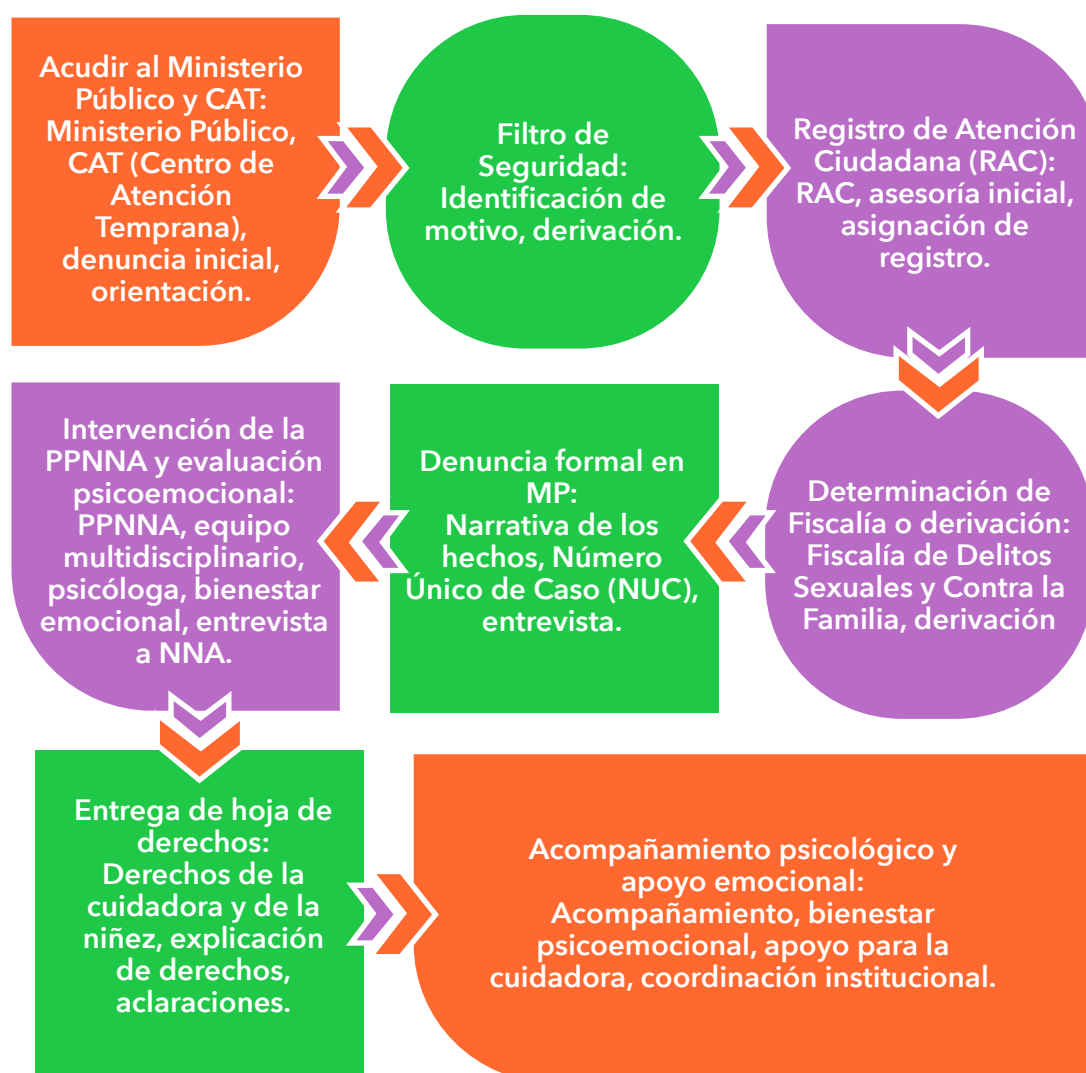 Acudir al Ministerio
Público y CAT:
Ministerio Público,
CAT (Centro de
Atención
Temprana),
denuncia inicial,
orientación.
Filtro de
Seguridad:
Identificación de
motivo, derivación.
Registro de Atención
Ciudadana (RAC):
RAC, asesoría inicial,
asignación de
registro.
Determinación de
Fiscalía o derivación:
Fiscalía de Delitos
Sexuales y Contra la
Familia, derivación
Denuncia formal en
MP:
Narrativa de los
hechos, Número
Único de Caso (NUC),
entrevista.
Intervención de la
PPNNA y evaluación
psicoemocional:
PPNNA, equipo
multidisciplinario,
psicóloga, bienestar
emocional, entrevista
a NNA.
Entrega de hoja de
derechos:
Derechos de la
cuidadora y de la
niñez, explicación
de derechos,
aclaraciones.
Acompañamiento psicológico y
apoyo emocional:
Acompañamiento, bienestar
psicoemocional, apoyo para la
cuidadora, coordinación institucional.